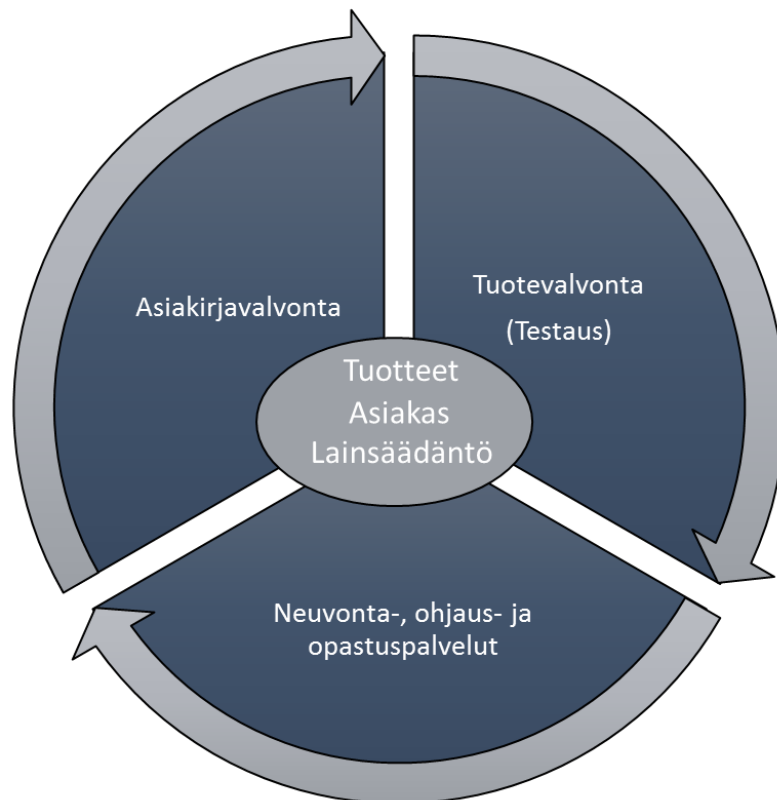 Asiakirjavalvonta
Tuotevalvonta
(Testaus)
Tuotteet
Asiakas
Lainsäädäntö
Neuvonta-, ohjaus- ja
opastuspalvelut